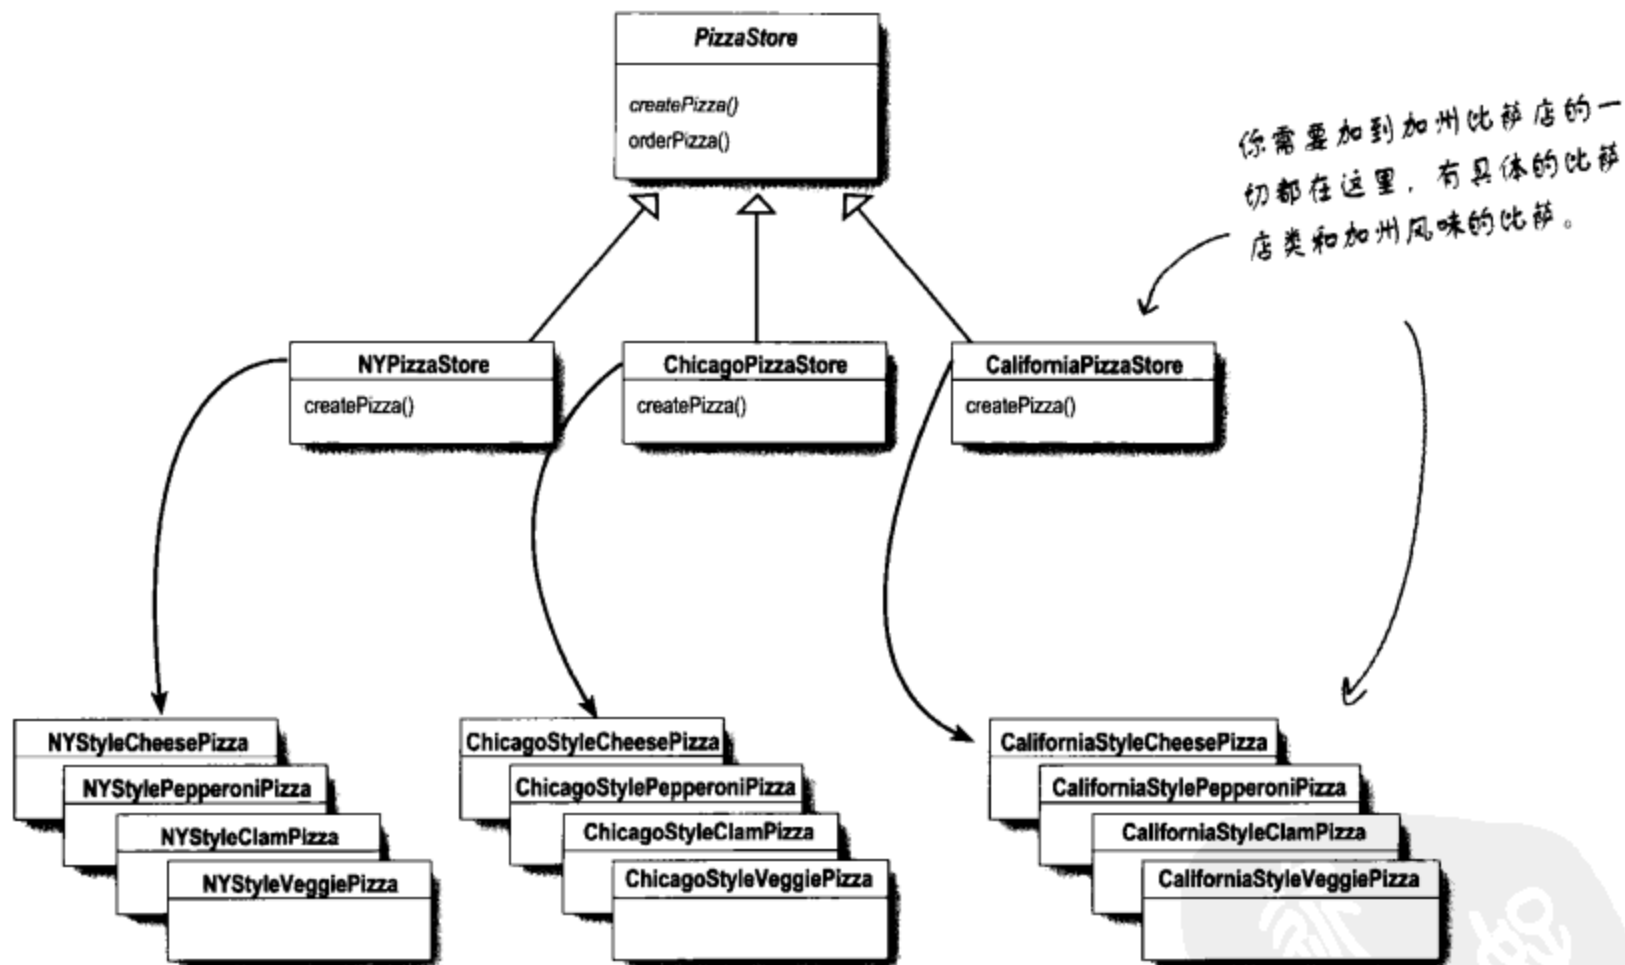 PizzaStore
createPizza()
orderPizza()
你需要加到加州比萨店的一
切都在这里，有具体的比萨
店类和加州风味的比萨。
NYPizzaStore
createPizza()
ChicagoPizzaStore
createPizza()
CaliforniaPizzaStore
createPizza()
NYStyleCheesePizza
NYStylePepperoniPizza
NYStyleClamPizza
NYStyleVeggiePizza
ChicagoStyleCheesePizza
ChicagoStylePepperoniPizza
ChicagoStyleClamPizza
ChicagoStyleVeggiePizza
CaliforniaStyleCheesePizza
CaliforniaStylePepperoniPizza
CaliforniaStyleClamPizza
CaliforniaStyleVeggiePizza